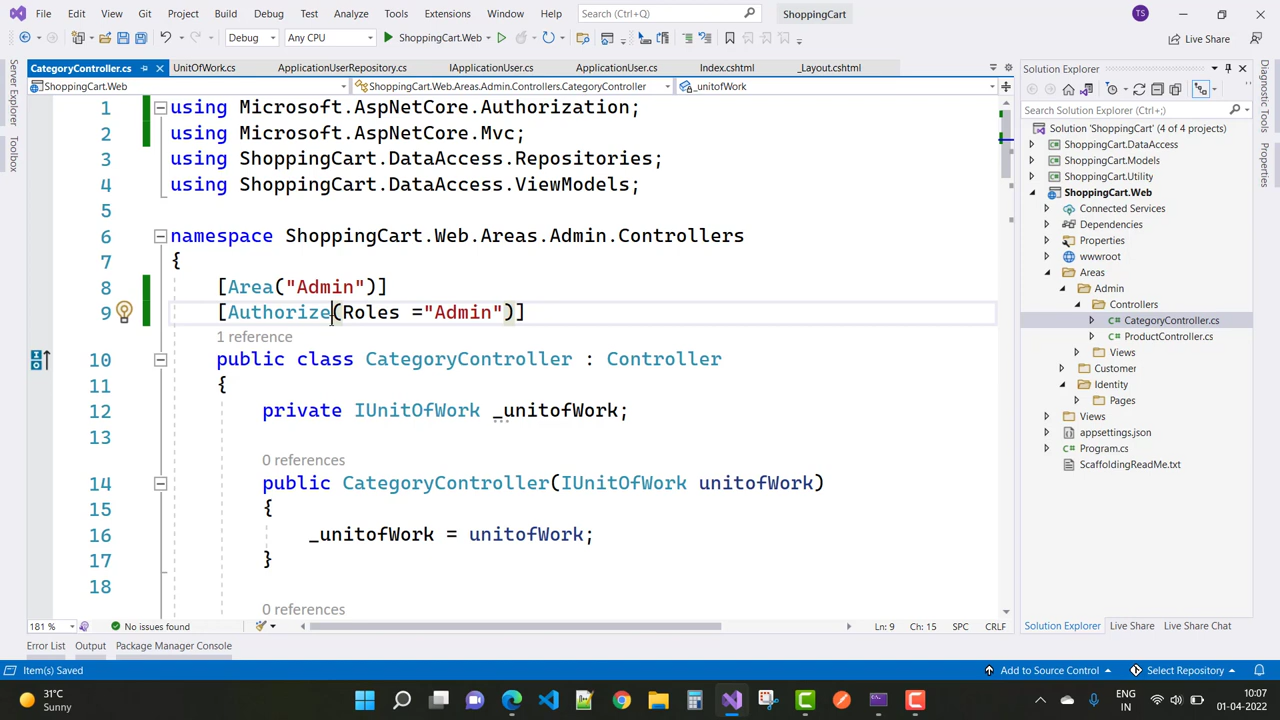 File Edit View Git Project Build Debug Test Analyze Tools Extensions Window Help Search (Ctrl+Q) ShoppingCart TS
Debug Any CPU ShoppingCart.Web Live Share
CategoryController.cs UnitOfWork.cs ApplicationUserRepository.cs IApplicationUser.cs ApplicationUser.cs Index.cshtml _Layout.cshtml
ShoppingCart.Web ShoppingCart.Web.Areas.Admin.Controllers.CategoryController _unitofWork
Server Explorer
Toolbox
1 using Microsoft.AspNetCore.Authorization;
2 using Microsoft.AspNetCore.Mvc;
3 using ShoppingCart.DataAccess.Repositories;
4 using ShoppingCart.DataAccess.ViewModels;
5
6 namespace ShoppingCart.Web.Areas.Admin.Controllers
7 {
8 [Area("Admin")]
9 [Authorize(Roles ="Admin")]
1 reference
10 public class CategoryController : Controller
11 {
12 private IUnitOfWork _unitofWork;
13
0 references
14 public CategoryController(IUnitOfWork unitofWork)
15 {
16 _unitofWork = unitofWork;
17 }
18
0 references
181 % No issues found Ln: 9 Ch: 15 SPC CRLF
Solution Explorer
Search Solution Explorer (Ctrl+;)
Solution 'ShoppingCart' (4 of 4 projects)
ShoppingCart.DataAccess
ShoppingCart.Models
ShoppingCart.Utility
ShoppingCart.Web
Connected Services
Dependencies
Properties
wwwroot
Areas
Admin
Controllers
CategoryController.cs
ProductController.cs
Views
Customer
Identity
Pages
Views
appsettings.json
Program.cs
ScaffoldingReadMe.txt
Solution Explorer Live Share Live Share Chat
Diagnostic Tools
Properties
Error List Output Package Manager Console
Item(s) Saved Add to Source Control Select Repository
31°C
Sunny
ENG
IN
10:07
01-04-2022